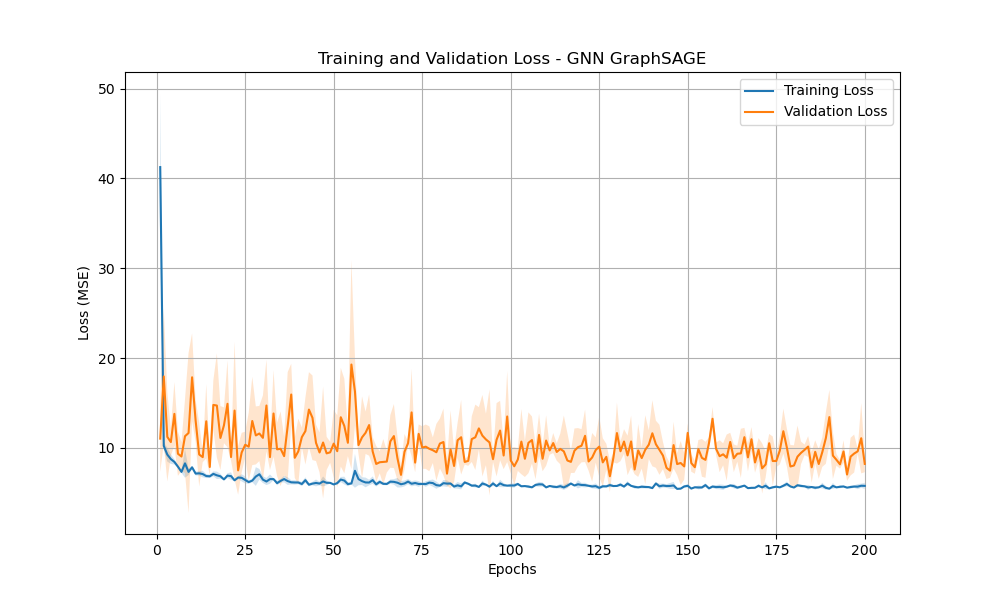 Training and Validation Loss - GNN GraphSAGE
Training Loss
Validation Loss
50
40
30
20
10
Loss (MSE)
0 25 50 75 100 125 150 175 200
Epochs